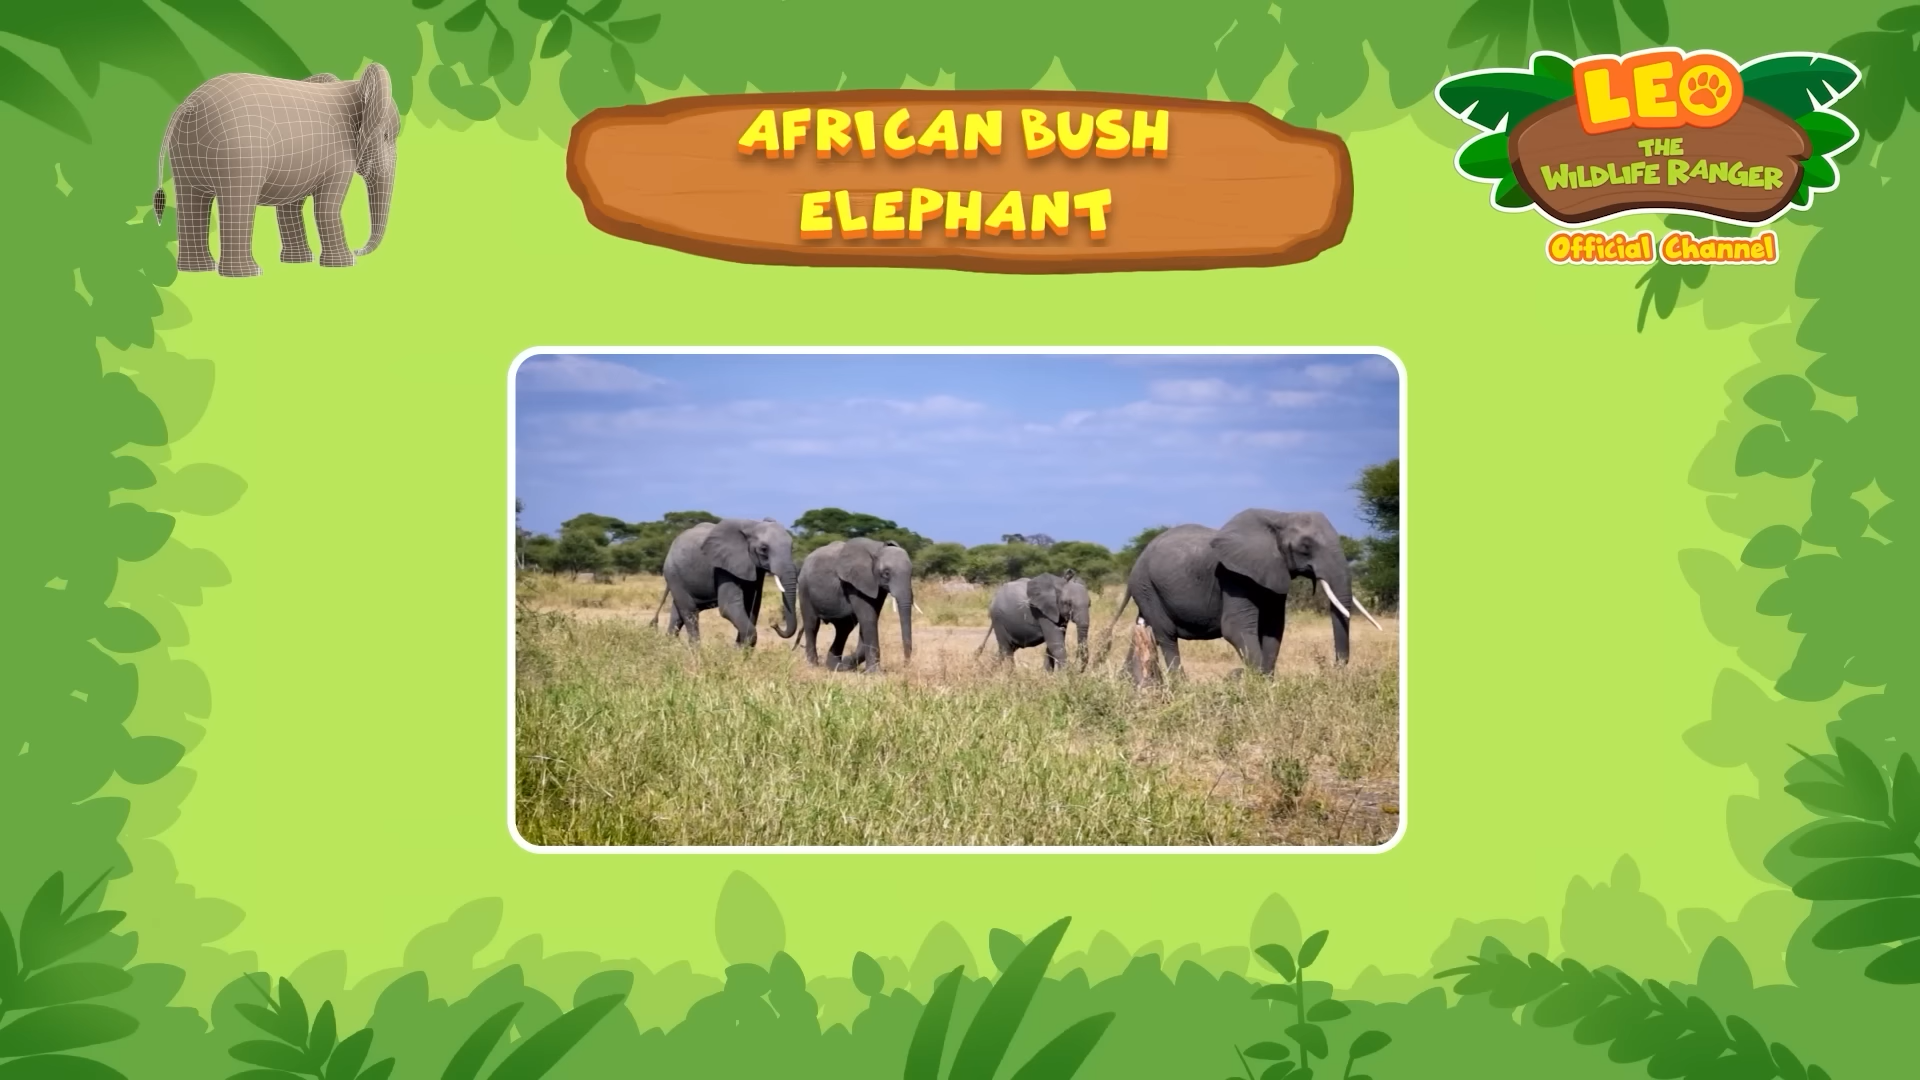 AFRICAN BUSH
ELEPHANT
LEO
THE
WILDLIFE RANGER
Official Channel